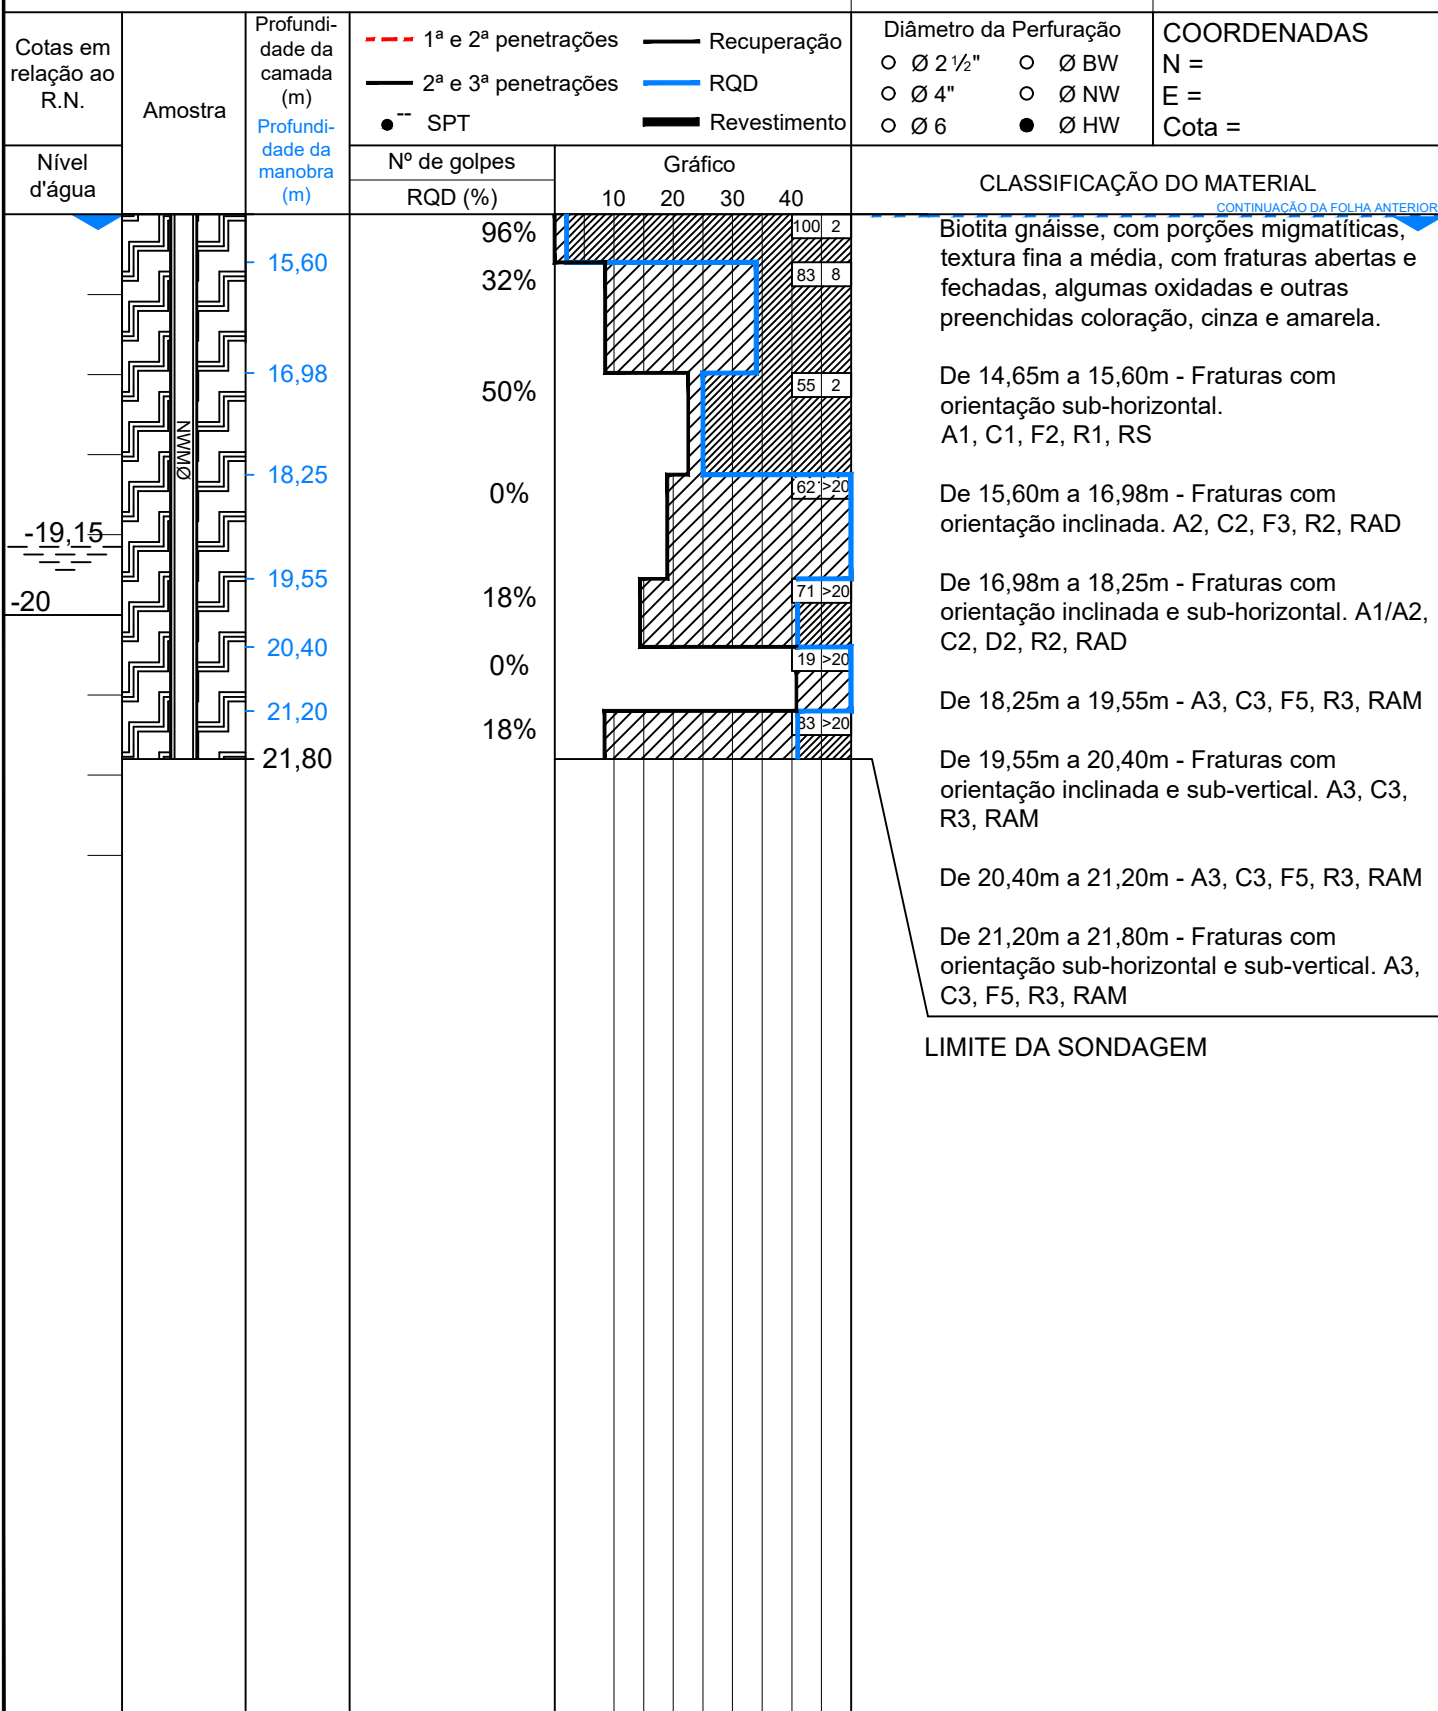 Cotas em
relação ao
R.N.
Nível
d'água
Amostra
Profundi-
dade da
camada
(m)
Profundi-
dade da
manobra
(m)
1ª e 2ª penetrações
2ª e 3ª penetrações
-- SPT
Recuperação
RQD
Revestimento
Nº de golpes
RQD (%)
Gráfico
10 20 30 40
Diâmetro da Perfuração
Ø 2 ½" Ø BW
Ø 4" Ø NW
Ø 6 Ø HW
COORDENADAS
N =
E =
Cota =
CLASSIFICAÇÃO DO MATERIAL
CONTINUAÇÃO DA FOLHA ANTERIOR
-19,15
-20
NWMØ
15,60
16,98
18,25
19,55
20,40
21,20
21,80
96%
32%
50%
0%
18%
0%
18%
100 2
83 8
55 2
62 >20
71 >20
19 >20
83 >20
Biotita gnáisse, com porções migmatíticas,
textura fina a média, com fraturas abertas e
fechadas, algumas oxidadas e outras
preenchidas coloração, cinza e amarela.
De 14,65m a 15,60m - Fraturas com
orientação sub-horizontal.
A1, C1, F2, R1, RS
De 15,60m a 16,98m - Fraturas com
orientação inclinada. A2, C2, F3, R2, RAD
De 16,98m a 18,25m - Fraturas com
orientação inclinada e sub-horizontal. A1/A2,
C2, D2, R2, RAD
De 18,25m a 19,55m - A3, C3, F5, R3, RAM
De 19,55m a 20,40m - Fraturas com
orientação inclinada e sub-vertical. A3, C3,
R3, RAM
De 20,40m a 21,20m - A3, C3, F5, R3, RAM
De 21,20m a 21,80m - Fraturas com
orientação sub-horizontal e sub-vertical. A3,
C3, F5, R3, RAM
LIMITE DA SONDAGEM